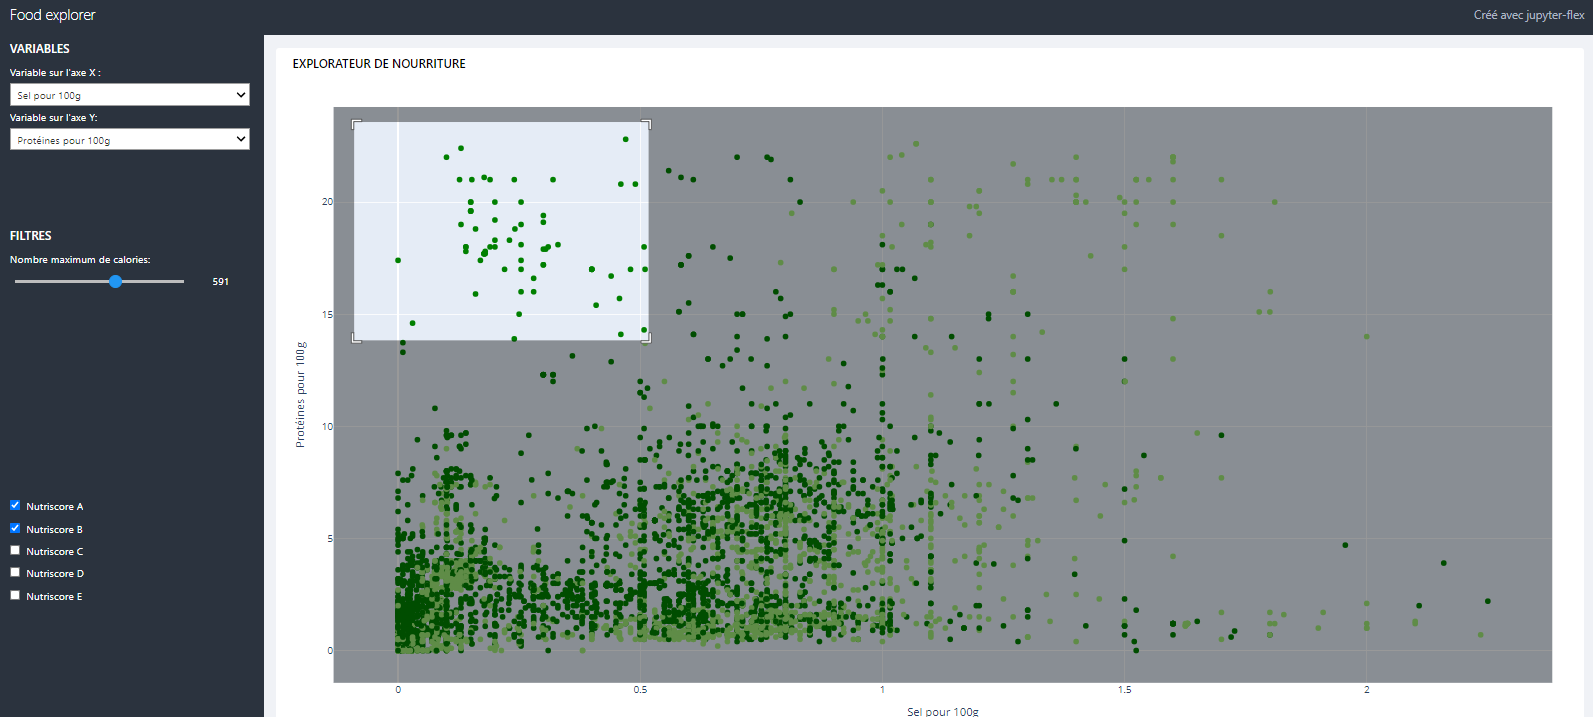 Food explorer
Créé avec jupyter-flex
VARIABLES
Variable sur l'axe X :
Sel pour 100g
Variable sur l'axe Y:
Protéines pour 100g
FILTRES
Nombre maximum de calories:
591
Nutriscore A
Nutriscore B
Nutriscore C
Nutriscore D
Nutriscore E
EXPLORATEUR DE NOURRITURE
Protéines pour 100g
20
15
10
5
0
0
0.5
1
1.5
2
Sel pour 100g